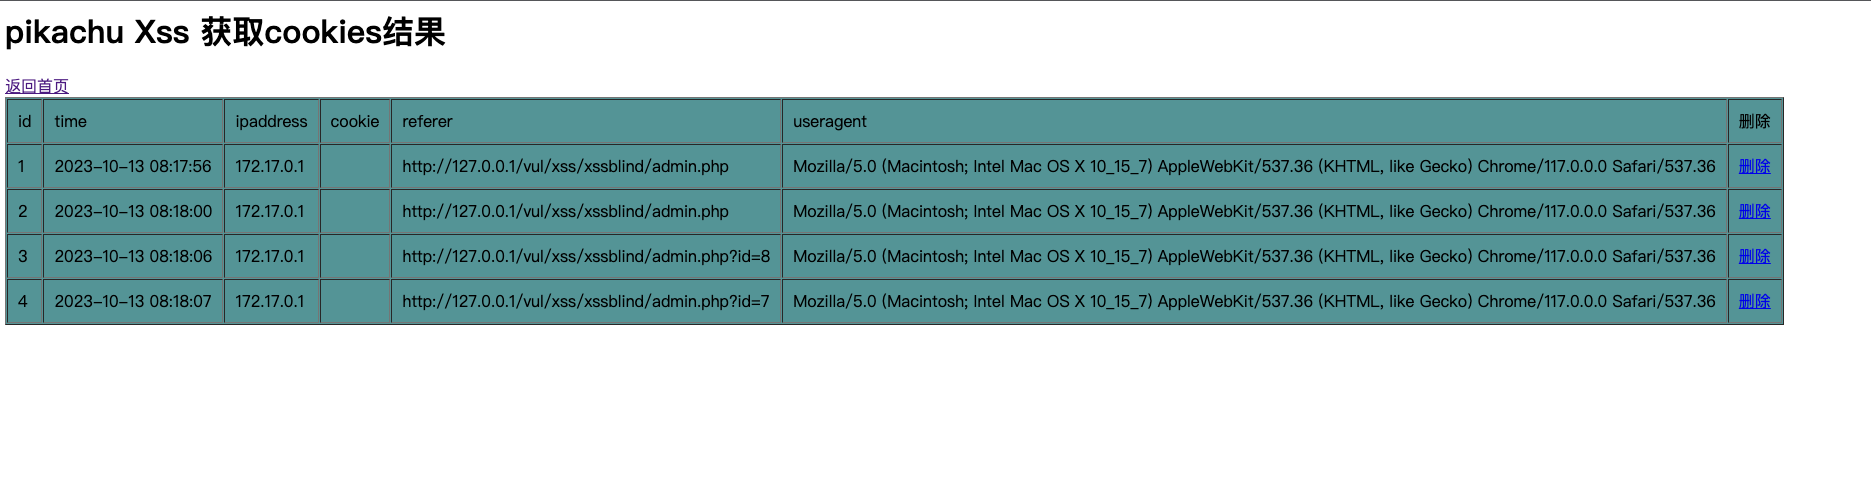 pikachu Xss 获取cookies结果
返回首页
id time ipaddress cookie referer useragent 删除
1 2023-10-13 08:17:56 172.17.0.1 http://127.0.0.1/vul/xss/xssblind/admin.php Mozilla/5.0 (Macintosh; Intel Mac OS X 10_15_7) AppleWebKit/537.36 (KHTML, like Gecko) Chrome/117.0.0.0 Safari/537.36 删除
2 2023-10-13 08:18:00 172.17.0.1 http://127.0.0.1/vul/xss/xssblind/admin.php Mozilla/5.0 (Macintosh; Intel Mac OS X 10_15_7) AppleWebKit/537.36 (KHTML, like Gecko) Chrome/117.0.0.0 Safari/537.36 删除
3 2023-10-13 08:18:06 172.17.0.1 http://127.0.0.1/vul/xss/xssblind/admin.php?id=8 Mozilla/5.0 (Macintosh; Intel Mac OS X 10_15_7) AppleWebKit/537.36 (KHTML, like Gecko) Chrome/117.0.0.0 Safari/537.36 删除
4 2023-10-13 08:18:07 172.17.0.1 http://127.0.0.1/vul/xss/xssblind/admin.php?id=7 Mozilla/5.0 (Macintosh; Intel Mac OS X 10_15_7) AppleWebKit/537.36 (KHTML, like Gecko) Chrome/117.0.0.0 Safari/537.36 删除